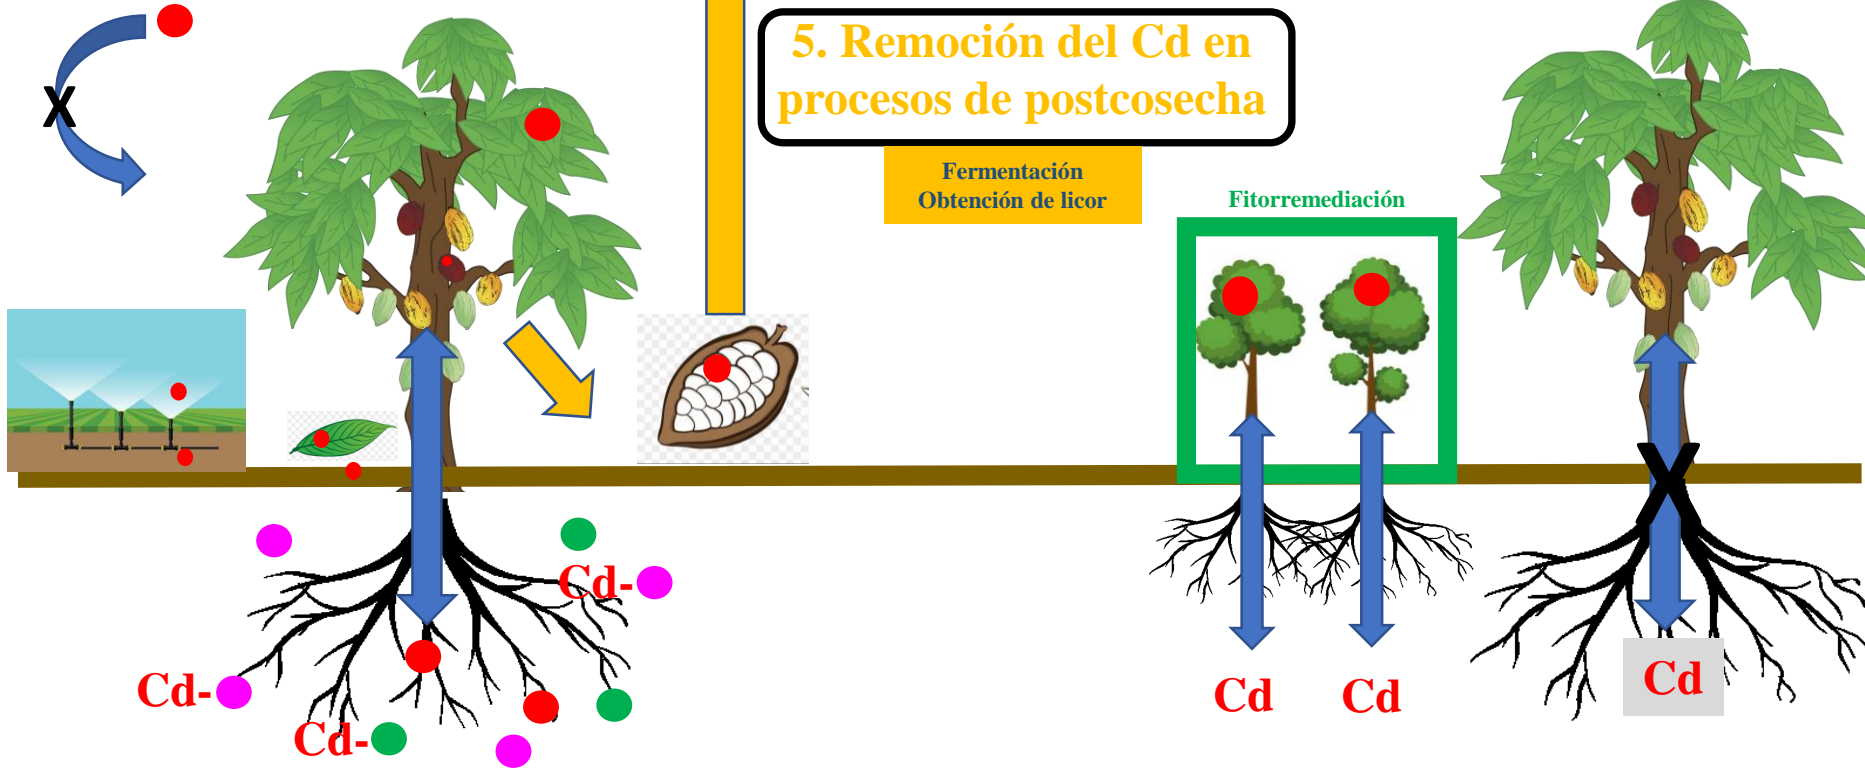 X
5. Remoción del Cd en
procesos de postcosecha
Fermentación
Obtención de licor
Fitorremediación
X
Cd-
Cd-
Cd-
Cd
Cd
Cd